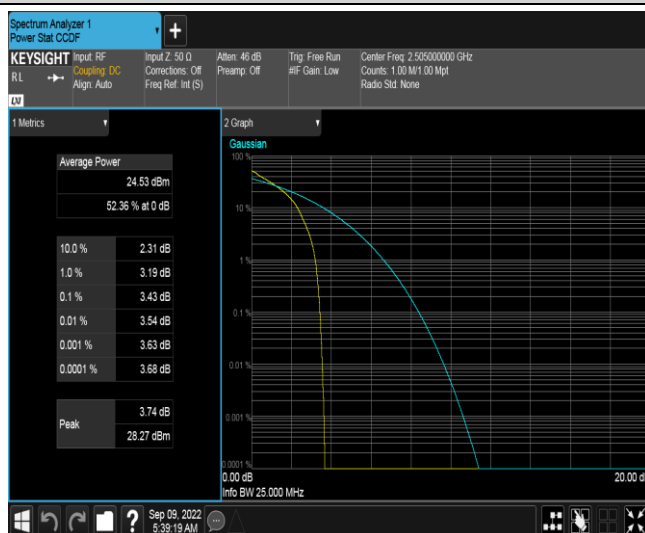 Spectrum Analyzer 1
Power Stat CCDF
KEYSIGHT
RL
LXI
Input: RF
Coupling: DC
Align: Auto
Input Z: 50 Ω
Corrections: Off
Freq Ref: Int (S)
Atten: 46 dB
Preamp: Off
Trig: Free Run
#IF Gain: Low
Center Freq: 2.505000000 GHz
Counts: 1.00 M/1.00 Mpt
Radio Std: None
1 Metrics
Average Power
24.53 dBm
52.36 % at 0 dB
10.0 % 2.31 dB
1.0 % 3.19 dB
0.1 % 3.43 dB
0.01 % 3.54 dB
0.001 % 3.63 dB
0.0001 % 3.68 dB
Peak
3.74 dB
28.27 dBm
2 Graph
Gaussian
100 %
10 %
1 %
0.1 %
0.01 %
0.001 %
0.0001 %
0.00 dB
20.00 d
Info BW 25.000 MHz
?
Sep 09, 2022
5:39:19 AM